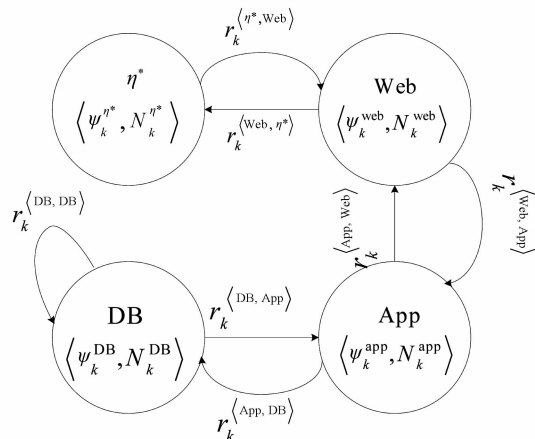 r_k^⟨η*,Web⟩
η*
⟨ψ_k^η*, N_k^η*⟩
Web
⟨ψ_k^web, N_k^web⟩
r_k^⟨Web, η*⟩
r_k^⟨DB, DB⟩
r_k^⟨App, Web⟩
r_k^⟨Web, App⟩
DB
⟨ψ_k^DB, N_k^DB⟩
r_k^⟨DB, App⟩
App
⟨ψ_k^app, N_k^app⟩
r_k^⟨App, DB⟩